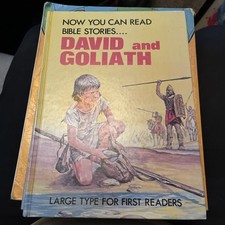 NOW YOU CAN READ
BIBLE STORIES....
DAVID and
GOLIATH
LARGE TYPE FOR FIRST READERS